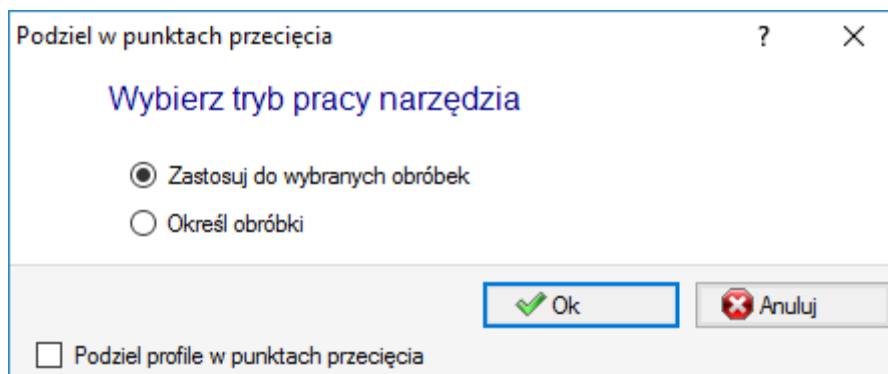 Podziel w punktach przecięcia
?
Wybierz tryb pracy narzędzia
Zastosuj do wybranych obróbek
Określ obróbki
Ok
Anuluj
Podziel profile w punktach przecięcia